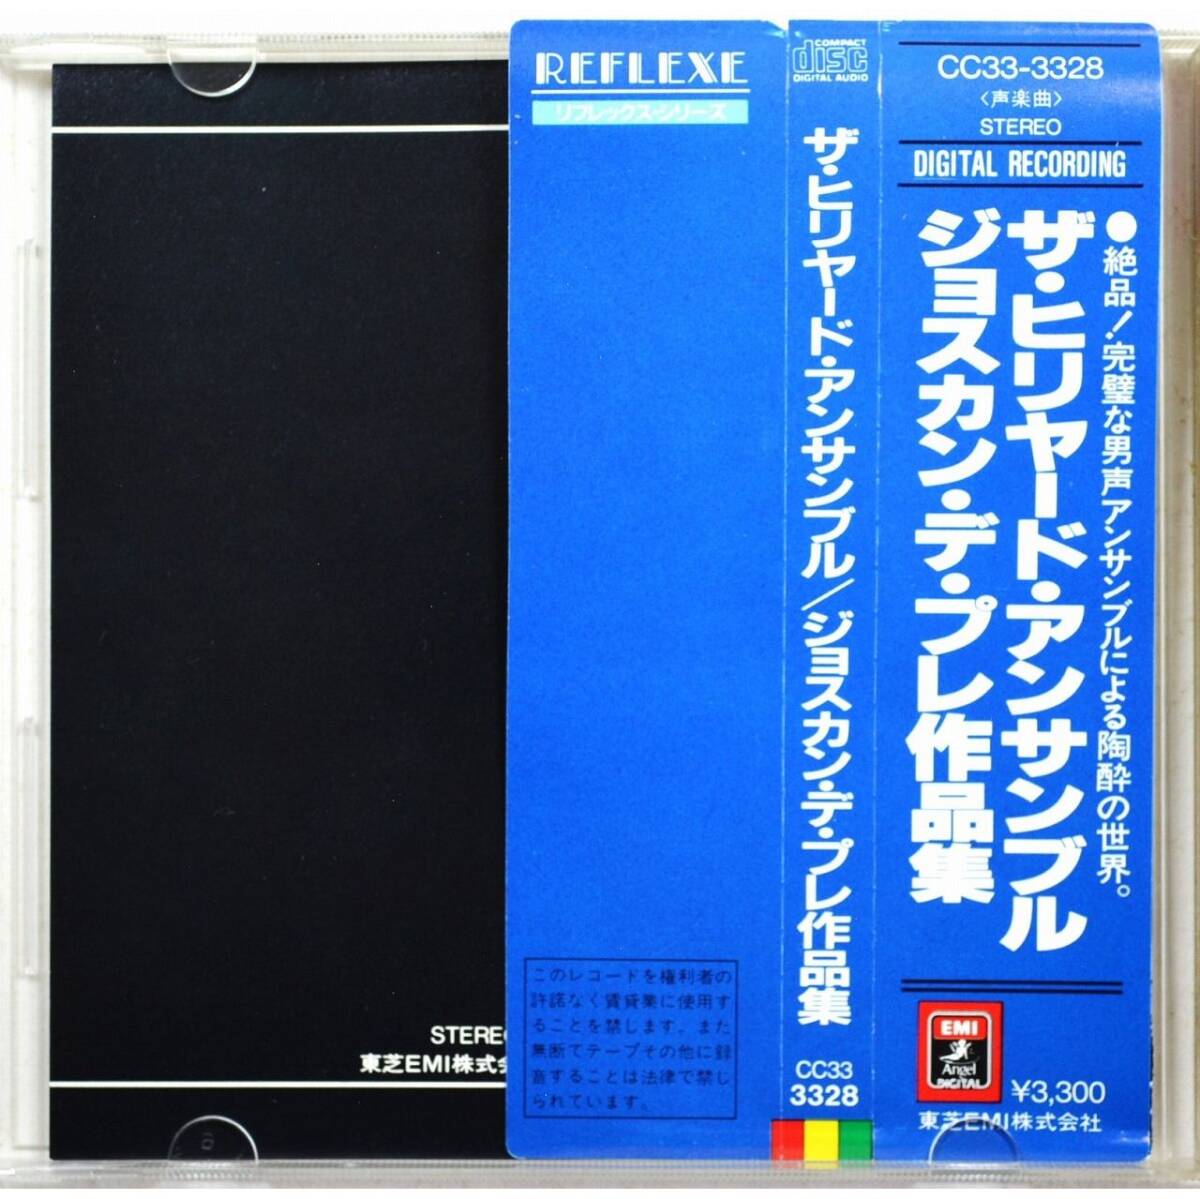 STEREO
東芝EMI株式会
REFLEXE
リフレックス・シリーズ
このレコードを権利者の
許諾なく賃貸業に使用す
ることを禁じます。また
無断でテープその他に録
音することは法律で禁じ
られています。
COMPACT
disc
DIGITAL AUDIO
ザ・ヒリヤード・アンサンブル/ジョスカン・デ・プレ作品集
CC33
3328
CC33-3328
〈声楽曲〉
STEREO
DIGITAL RECORDING
●絶品!完璧な男声アンサンブルによる陶酔の世界。
ザ・ヒリヤード・アンサンブル
ジョスカン・デ・プレ作品集
EMI
Angel
DIGITAL
¥3,300
東芝EMI株式会社